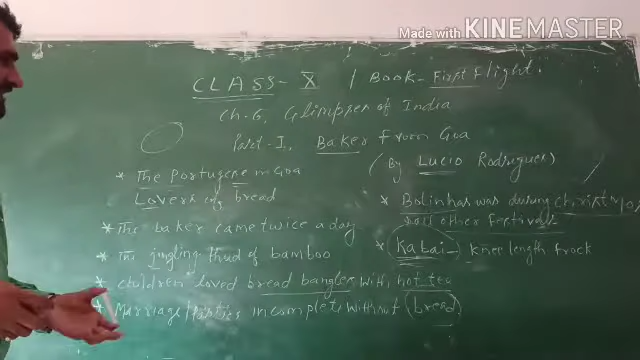 Made with KINEMASTER
CLASS - X / Book - First flight.
Ch-6, Glimpses of India
Part-I, Baker from Goa
(By Lucio Rodrigues)
* The Portugese in Goa
Lovers of bread
* The baker came twice a day
* The jingling thud of bamboo
* children loved bread bangles with hot tea
* Marriage / parties incomplete without (bread)
* Bolinhas was during christmas
and other festivals
* Kabai - knee length frock